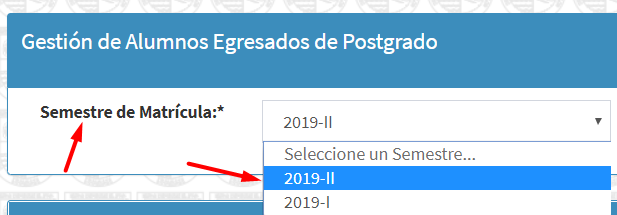 Gestión de Alumnos Egresados de Postgrado
Semestre de Matrícula:* 2019-II
Seleccione un Semestre...
2019-II
2019-I